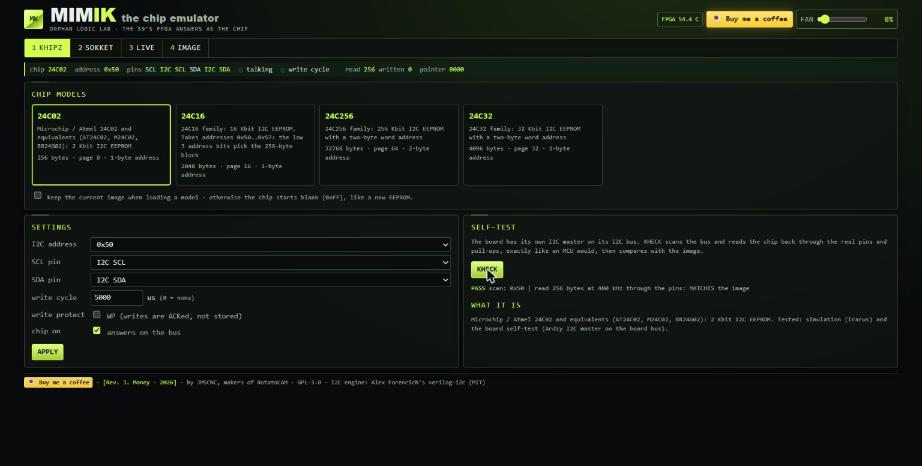 MK MIMIK the chip emulator
ORPHAN LOGIC LAB · THE $9'S FPGA ANSWERS AS THE CHIP
FPGA 54.4 C
Buy me a coffee
FAN 0%
1 KHIPZ 2 SOKKET 3 LIVE 4 IMAGE
chip 24C02 address 0x50 pins SCL I2C SCL SDA I2C SDA talking write cycle read 256 written 0 pointer 0000
CHIP MODELS
24C02
Microchip / Atmel 24C02 and
equivalents (AT24C02, M24C02,
BR24G02): 2 Kbit I2C EEPROM
256 bytes · page 8 · 1-byte address
24C16
24C16 family: 16 Kbit I2C EEPROM.
Takes addresses 0x50..0x57: the low
3 address bits pick the 256-byte
block
2048 bytes · page 16 · 1-byte
address
24C256
24C256 family: 256 Kbit I2C EEPROM
with a two-byte word address
32768 bytes · page 64 · 2-byte
address
24C32
24C32 family: 32 Kbit I2C EEPROM
with a two-byte word address
4096 bytes · page 32 · 2-byte
address
keep the current image when loading a model - otherwise the chip starts blank (0xFF), like a new EEPROM.
SETTINGS
I2C address 0x50
SCL pin I2C SCL
SDA pin I2C SDA
write cycle 5000 us (0 = none)
write protect WP (writes are ACKed, not stored)
chip on answers on the bus
APPLY
SELF-TEST
The board has its own I2C master on its I2C bus. KHECK scans the bus and reads the chip back through the real pins and
pull-ups, exactly like an MCU would, then compares with the image.
KHECK
PASS scan: 0x50 | read 256 bytes at 400 kHz through the pins: MATCHES the image
WHAT IT IS
Microchip / Atmel 24C02 and equivalents (AT24C02, M24C02, BR24G02): 2 Kbit I2C EEPROM. Tested: simulation (Icarus) and
the board self-test (Andiy I2C master on the board bus).
Buy me a coffee · [Rev. J. Money - 2026] · by JMSCNC, makers of RotatoCAM · GPL-3.0 · I2C engine: Alex Forencich's verilog-i2c (MIT)